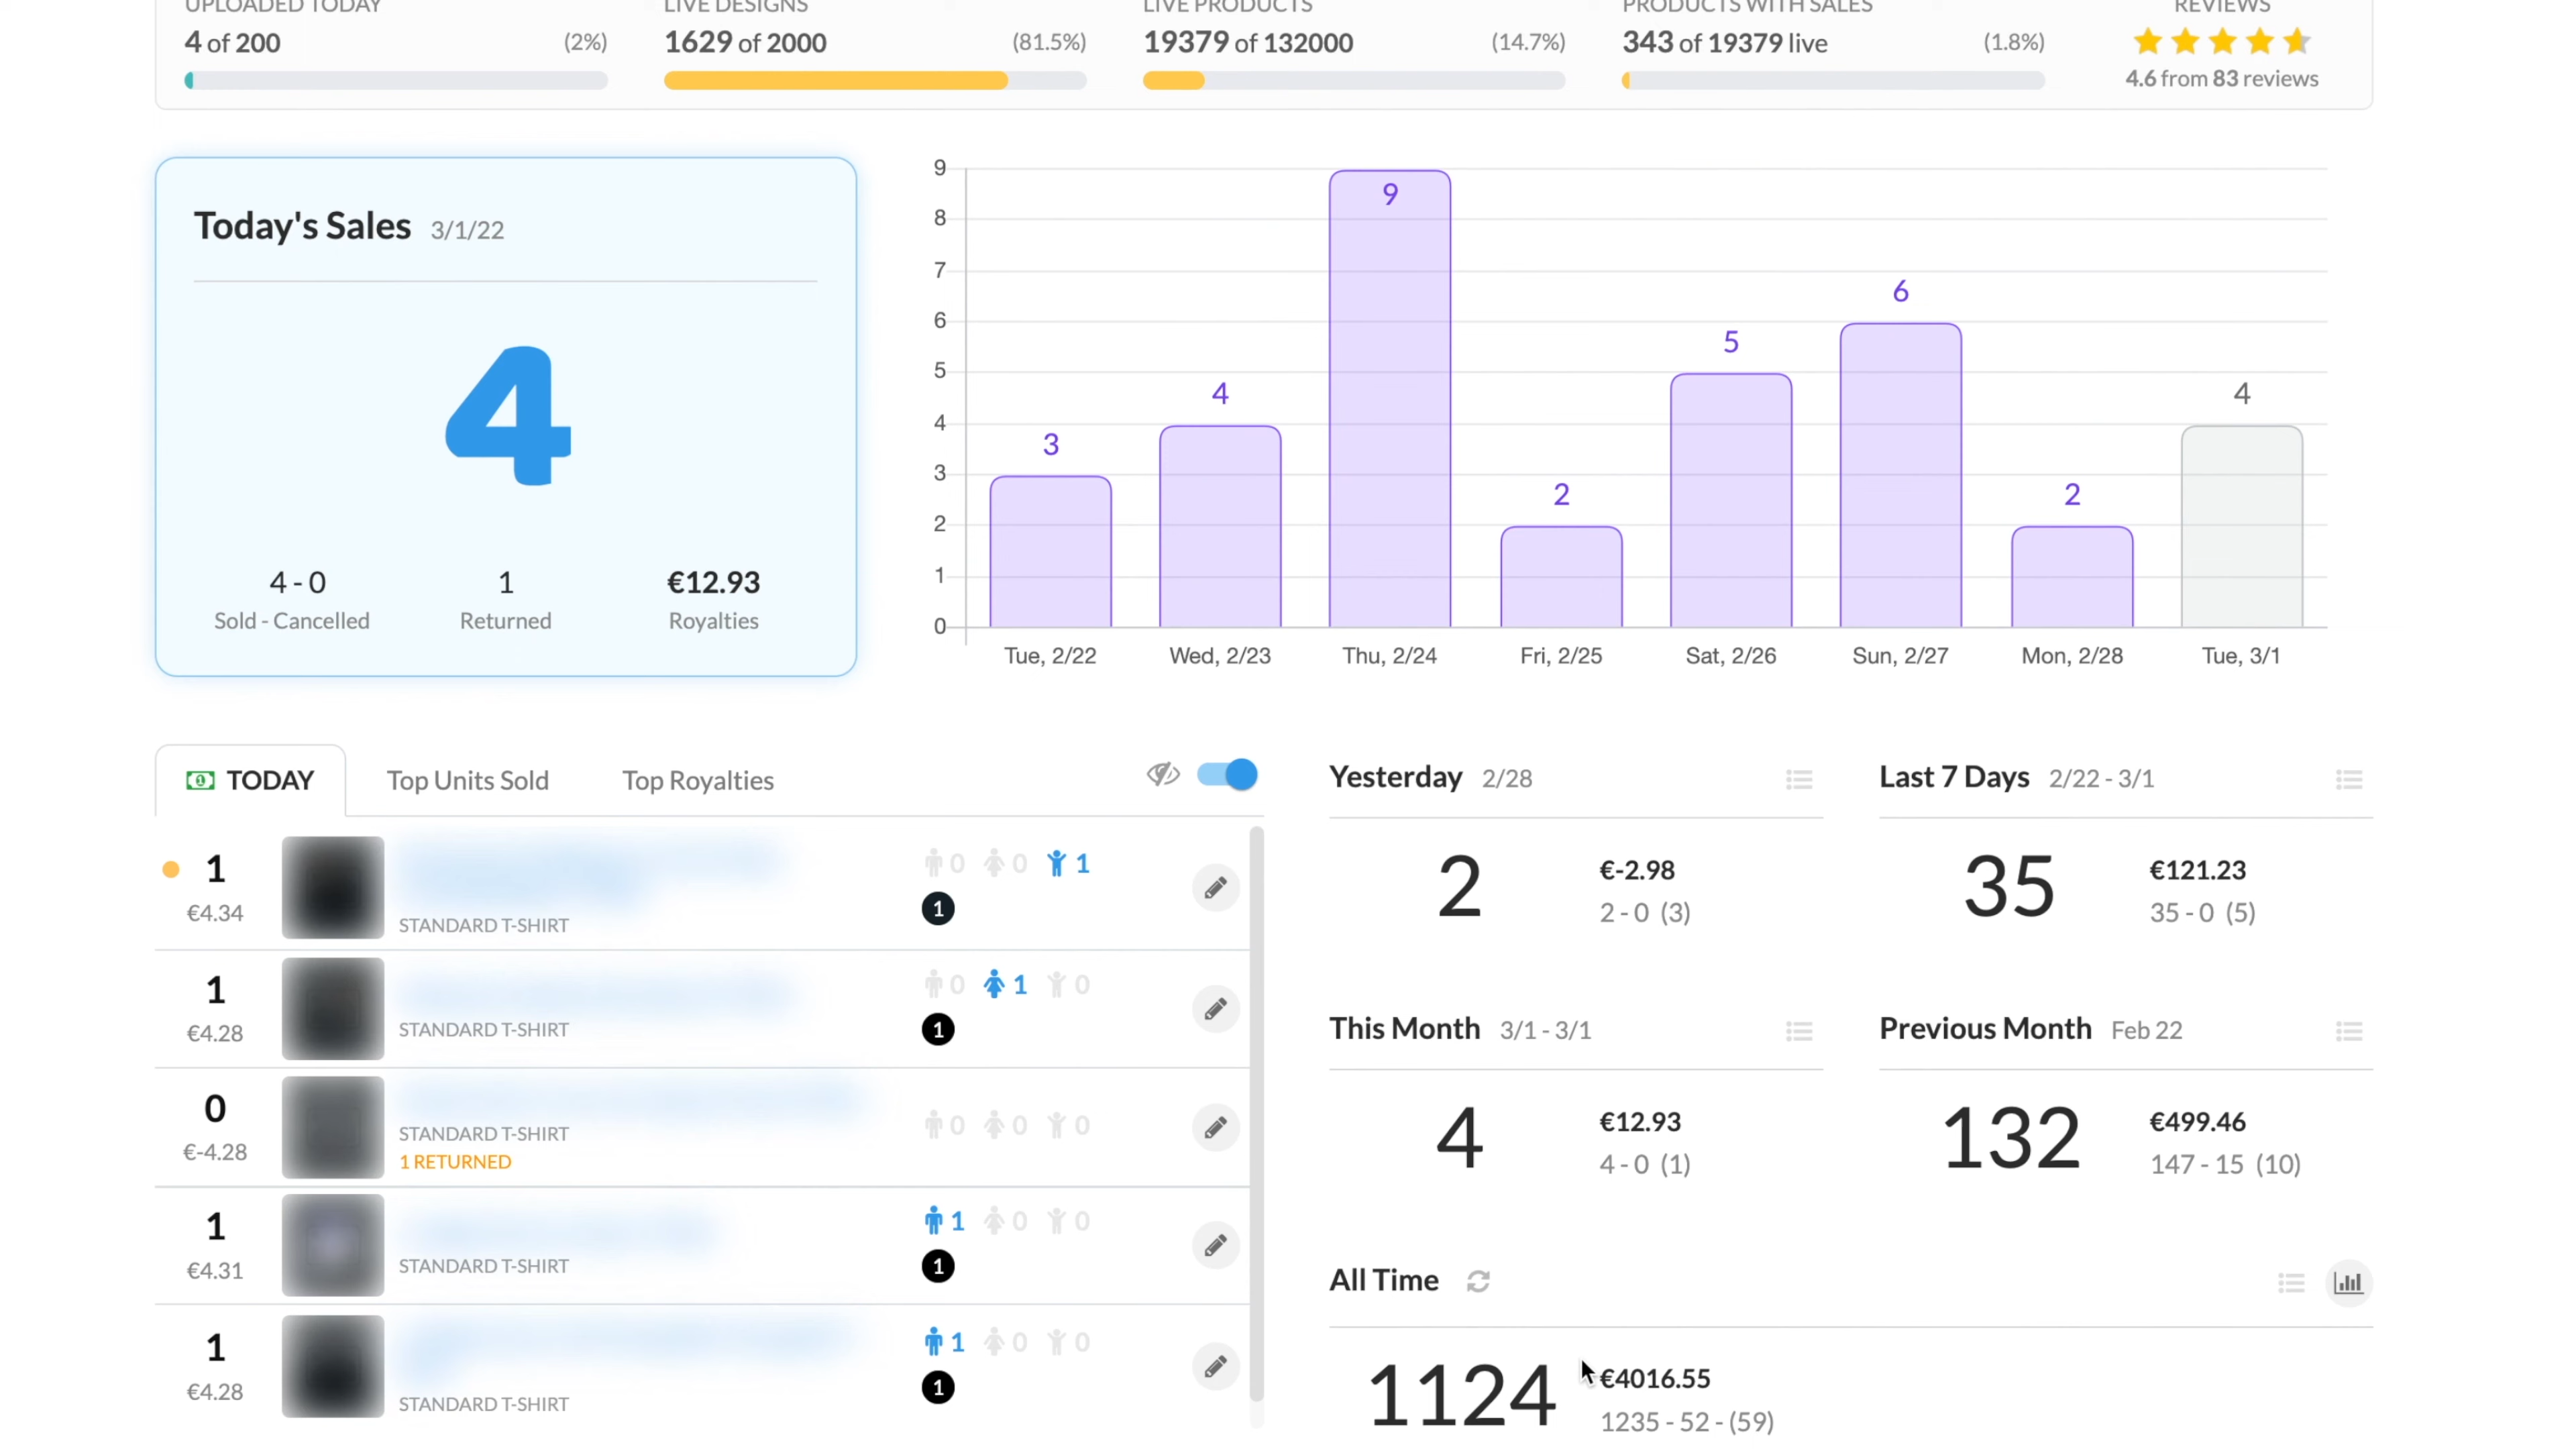 UPLOADED TODAY
4 of 200 (2%)
LIVE DESIGNS
1629 of 2000 (81.5%)
LIVE PRODUCTS
19379 of 132000 (14.7%)
PRODUCTS WITH SALES
343 of 19379 live (1.8%)
REVIEWS
4.6 from 83 reviews
Today's Sales 3/1/22
4
4 - 0
Sold - Cancelled
1
Returned
€12.93
Royalties
9
8
7
6
5
4
3
2
1
0
3
4
9
2
5
6
2
4
Tue, 2/22
Wed, 2/23
Thu, 2/24
Fri, 2/25
Sat, 2/26
Sun, 2/27
Mon, 2/28
Tue, 3/1
TODAY
Top Units Sold
Top Royalties
1
€4.34
STANDARD T-SHIRT
0 0 1
1
1
€4.28
STANDARD T-SHIRT
0 1 0
1
0
€-4.28
STANDARD T-SHIRT
1 RETURNED
0 0 0
1
€4.31
STANDARD T-SHIRT
1 0 0
1
1
€4.28
STANDARD T-SHIRT
1 0 0
1
Yesterday 2/28
2
€-2.98
2 - 0 (3)
Last 7 Days 2/22 - 3/1
35
€121.23
35 - 0 (5)
This Month 3/1 - 3/1
4
€12.93
4 - 0 (1)
Previous Month Feb 22
132
€499.46
147 - 15 (10)
All Time
1124
€4016.55
1235 - 52 - (59)